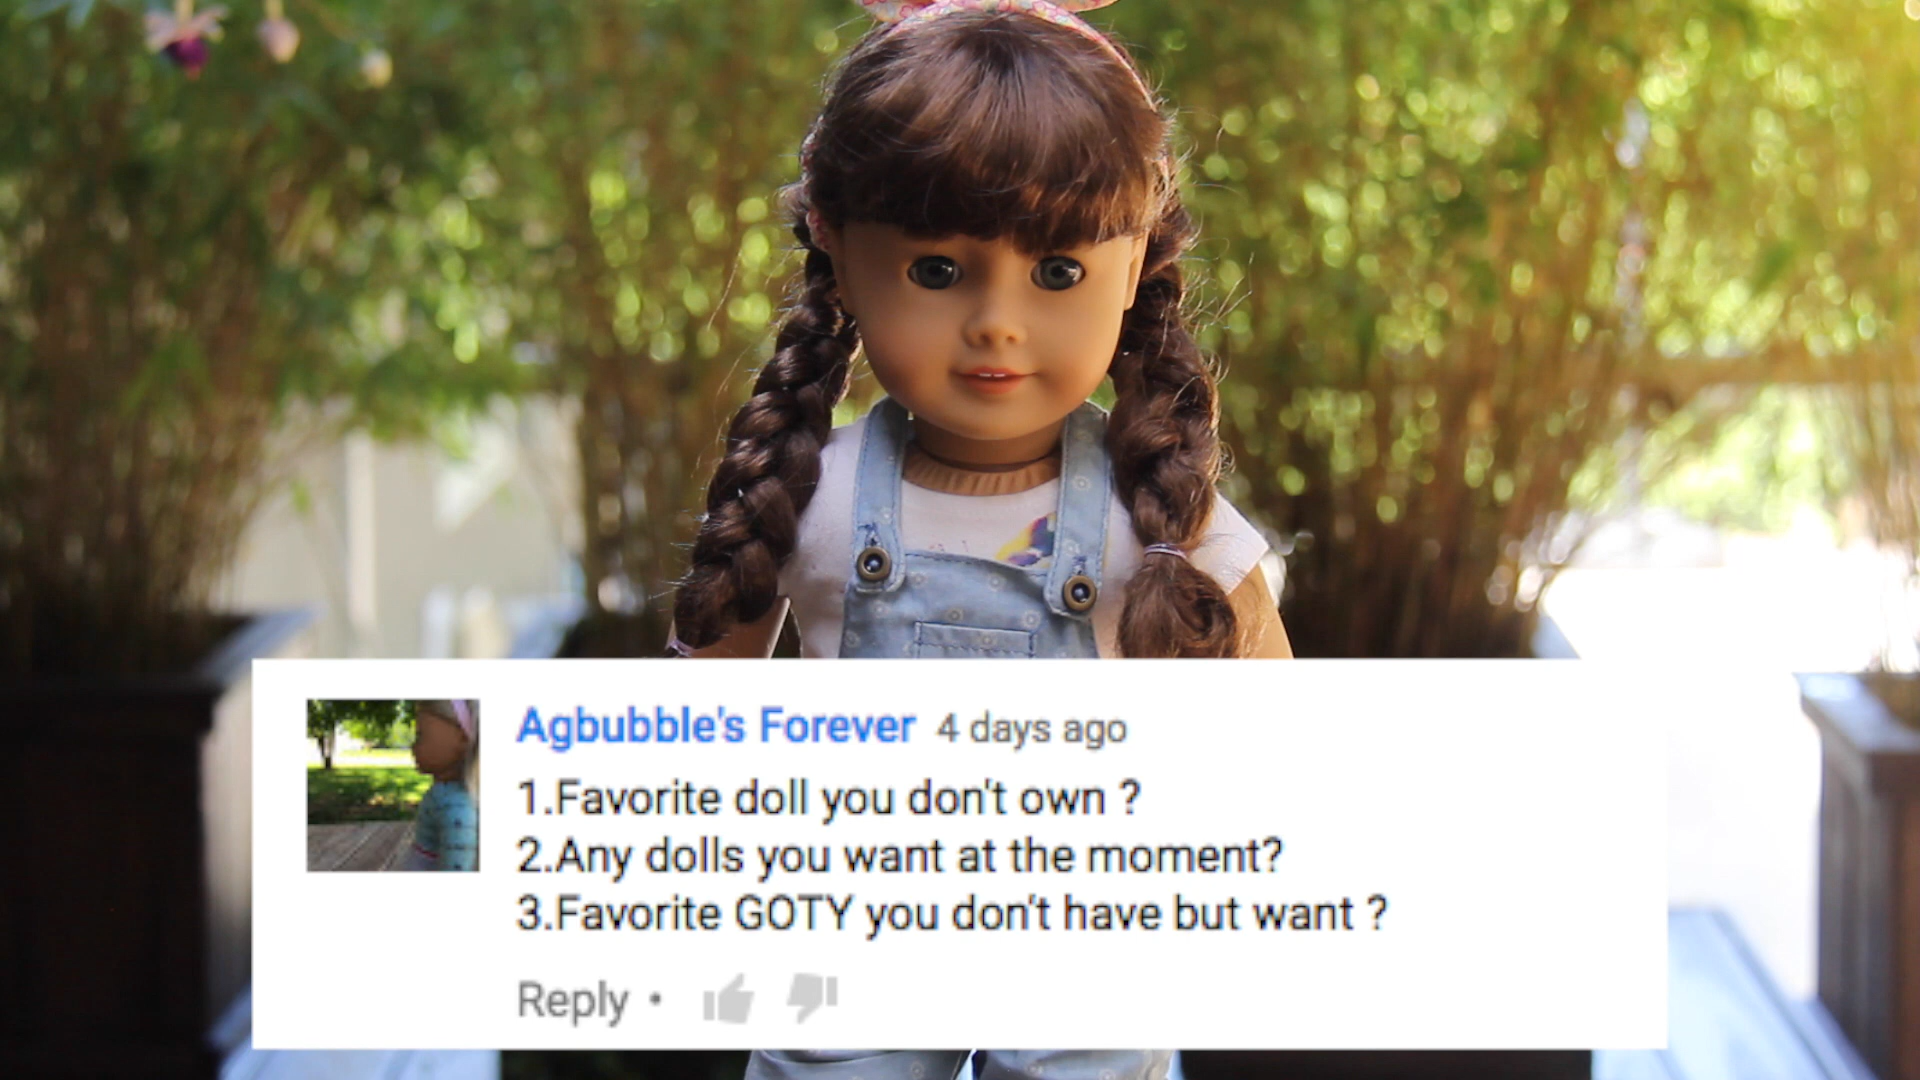 Agbubble's Forever 4 days ago
1.Favorite doll you don't own ?
2.Any dolls you want at the moment?
3.Favorite GOTY you don't have but want ?
Reply •